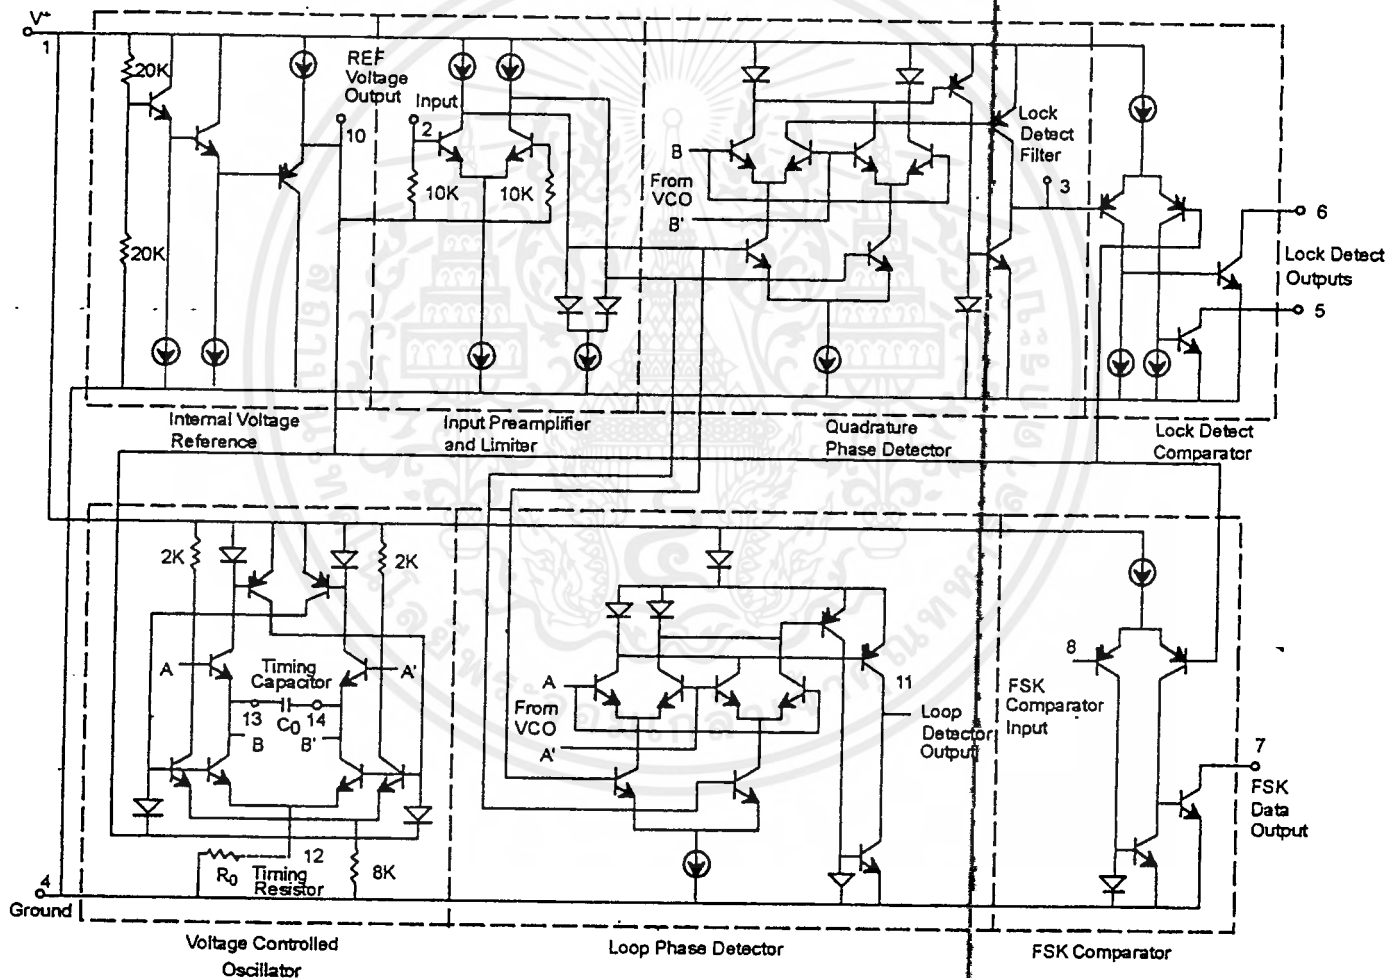 V+
1
20K
20K
REF
Voltage
Output
10
Input
2
10K
10K
B
From
VCO
B'
Lock
Detect
Filter
3
6
Lock Detect
Outputs
5
Internal Voltage
Reference
Input Preamplifier
and Limiter
Quadrature
Phase Detector
Lock Detect
Comparator
2K
2K
A
Timing
Capacitor
A'
13
C0
14
B
B'
12
R0
Timing
Resistor
8K
4
Ground
A
From
VCO
A'
11
Loop
Detector
Output
8
FSK
Comparator
Input
7
FSK
Data
Output
Voltage Controlled
Oscillator
Loop Phase Detector
FSK Comparator